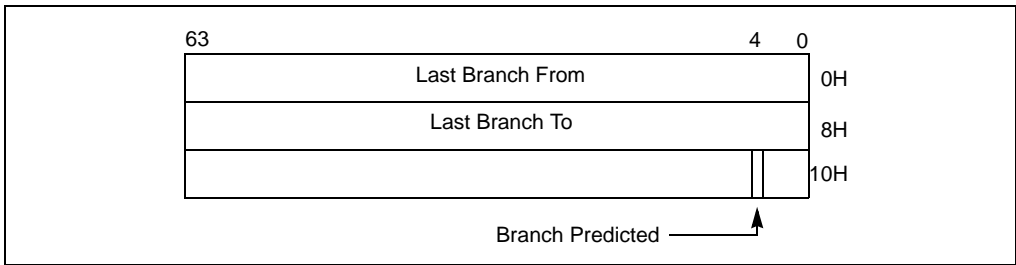 63 4 0
Last Branch From 0H
Last Branch To 8H
10H
Branch Predicted